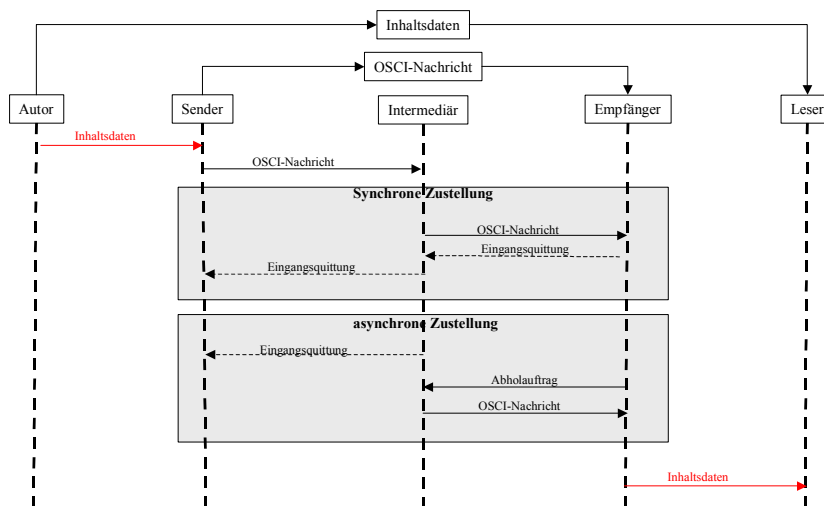 Inhaltsdaten
OSCI-Nachricht
Autor
Sender
Intermediär
Empfänger
Leser
Inhaltsdaten
OSCI-Nachricht
Synchrone Zustellung
OSCI-Nachricht
Eingangsquittung
Eingangsquittung
asynchrone Zustellung
Eingangsquittung
Abholauftrag
OSCI-Nachricht
Inhaltsdaten